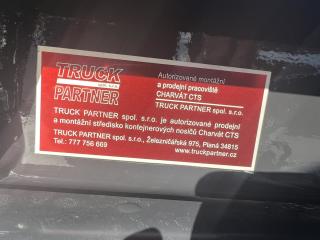 TRUCK
spol. s r.o.
PARTNER
Autorizované montážní
a prodejní pracoviště
CHARVÁT CTS
TRUCK PARTNER spol. s.r.o.
TRUCK PARTNER spol. s.r.o. je autorizované prodejní
a montážní středisko kontejnerových nosičů Charvát CTS
TRUCK PARTNER spol. s r.o., Železničářská 975, Planá 34815
Tel.: 777 756 669
www.truckpartner.cz